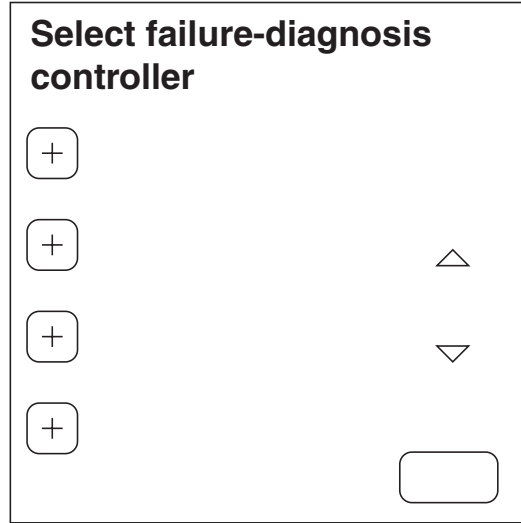 Select failure-diagnosis
controller
+
+
+
+